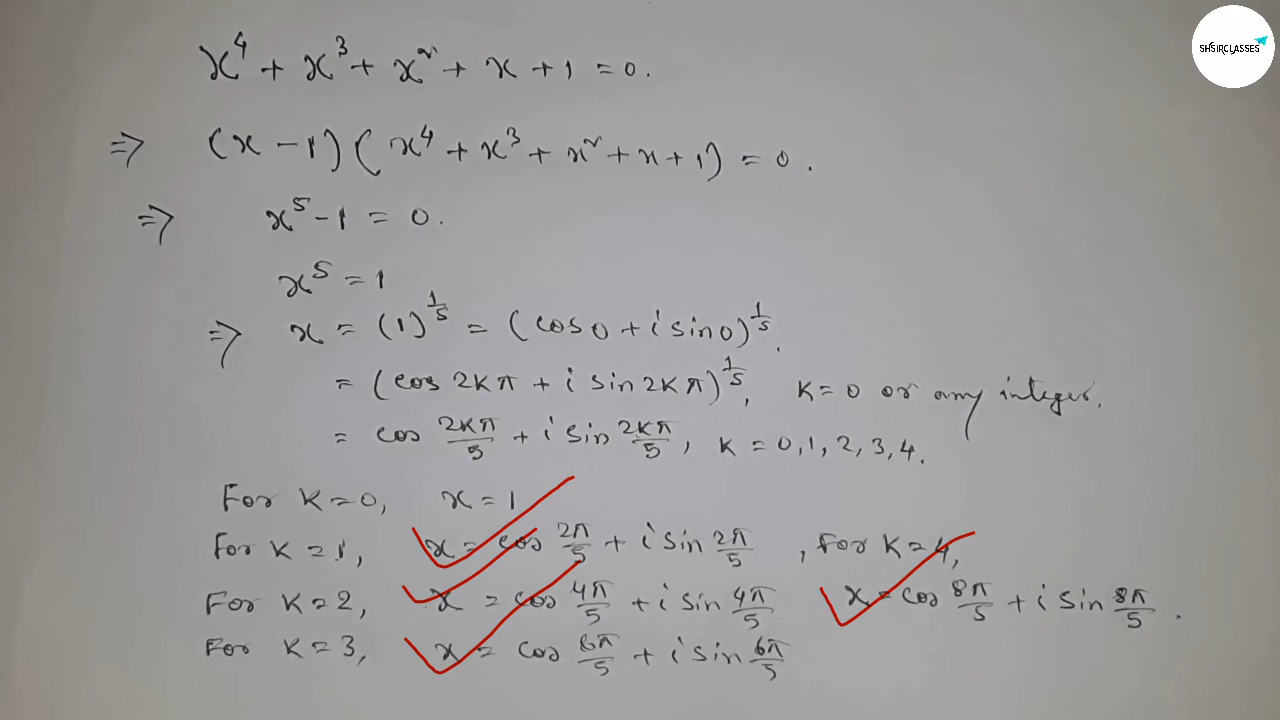 SHSIRCLASSES
x⁴ + x³ + x² + x + 1 = 0.
⇒ (x - 1) (x⁴ + x³ + x² + x + 1) = 0.
⇒ x⁵ - 1 = 0.
x⁵ = 1
⇒ x = (1)^(1/5) = (cos 0 + i sin 0)^(1/5).
= (cos 2Kπ + i sin 2Kπ)^(1/5), K = 0 or any integer.
= cos 2Kπ/5 + i sin 2Kπ/5, K = 0, 1, 2, 3, 4.
For K = 0, x = 1
For K = 1, x = cos 2π/5 + i sin 2π/5 , For K = 4,
For K = 2, x = cos 4π/5 + i sin 4π/5 x = cos 8π/5 + i sin 8π/5 .
For K = 3, x = cos 6π/5 + i sin 6π/5